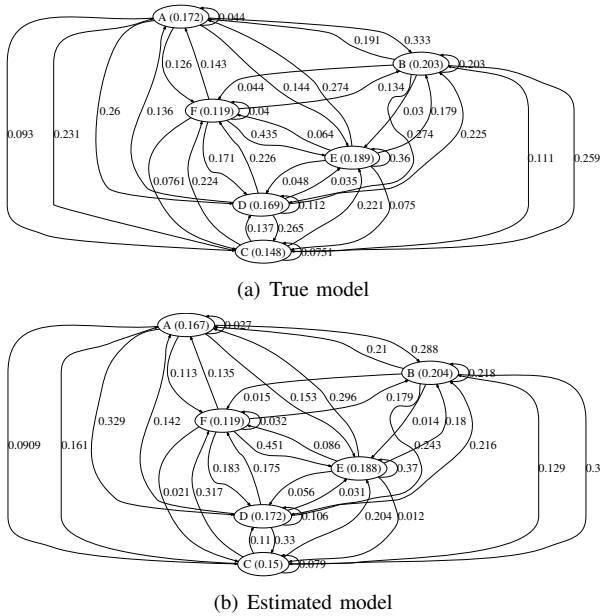 A (0.172) 0.044
0.191 0.333
B (0.203) 0.203
0.126 0.143
0.044 0.144 0.274 0.134
F (0.119) 0.04
0.26 0.136 0.03 0.179
0.093 0.231 0.435 0.064 0.274 0.225
E (0.189) 0.36
0.171 0.226 0.111 0.259
0.0761 0.224 0.048 0.035
D (0.169) 0.112
0.221 0.075
0.137 0.265
C (0.148) 0.0751
(a) True model
A (0.167) 0.027
0.21 0.288
B (0.204) 0.218
0.113 0.135
0.015 0.153 0.296 0.179
F (0.119) 0.032
0.329 0.142 0.014 0.18
0.0909 0.161 0.451 0.086 0.243 0.216
E (0.188) 0.37
0.183 0.175 0.129 0.3
0.021 0.317 0.056 0.031
D (0.172) 0.106
0.204 0.012
0.11 0.33
C (0.15) 0.079
(b) Estimated model